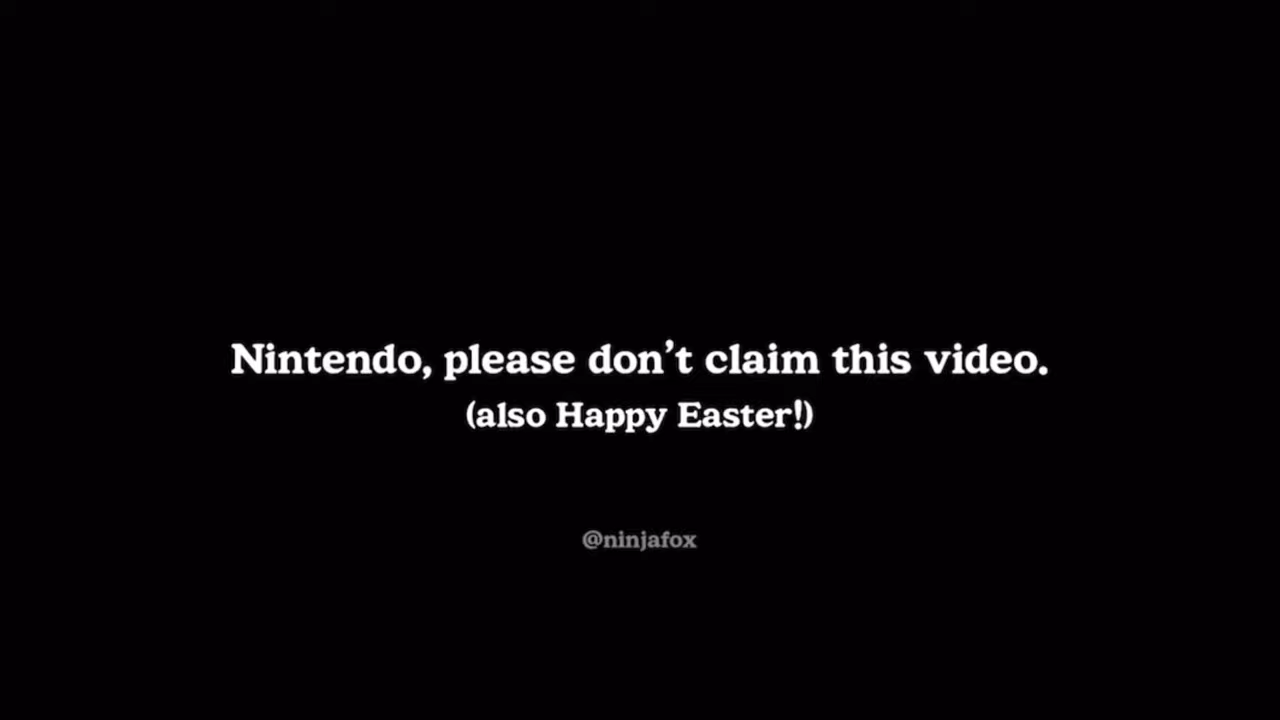 Nintendo, please don’t claim this video.
(also Happy Easter!)
@ninjafox